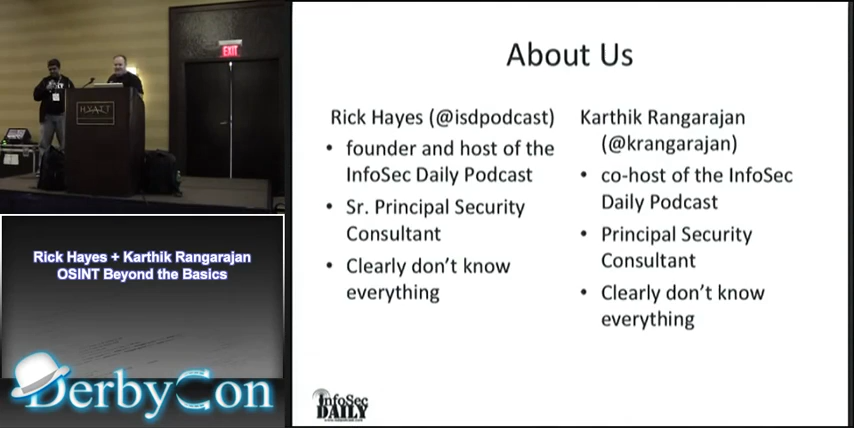 EXIT
HYATT
Rick Hayes + Karthik Rangarajan
OSINT Beyond the Basics
DerbyCon
About Us
Rick Hayes (@isdpodcast)
• founder and host of the
InfoSec Daily Podcast
• Sr. Principal Security
Consultant
• Clearly don’t know
everything
Karthik Rangarajan
(@krangarajan)
• co-host of the InfoSec
Daily Podcast
• Principal Security
Consultant
• Clearly don’t know
everything
InfoSec
DAILY